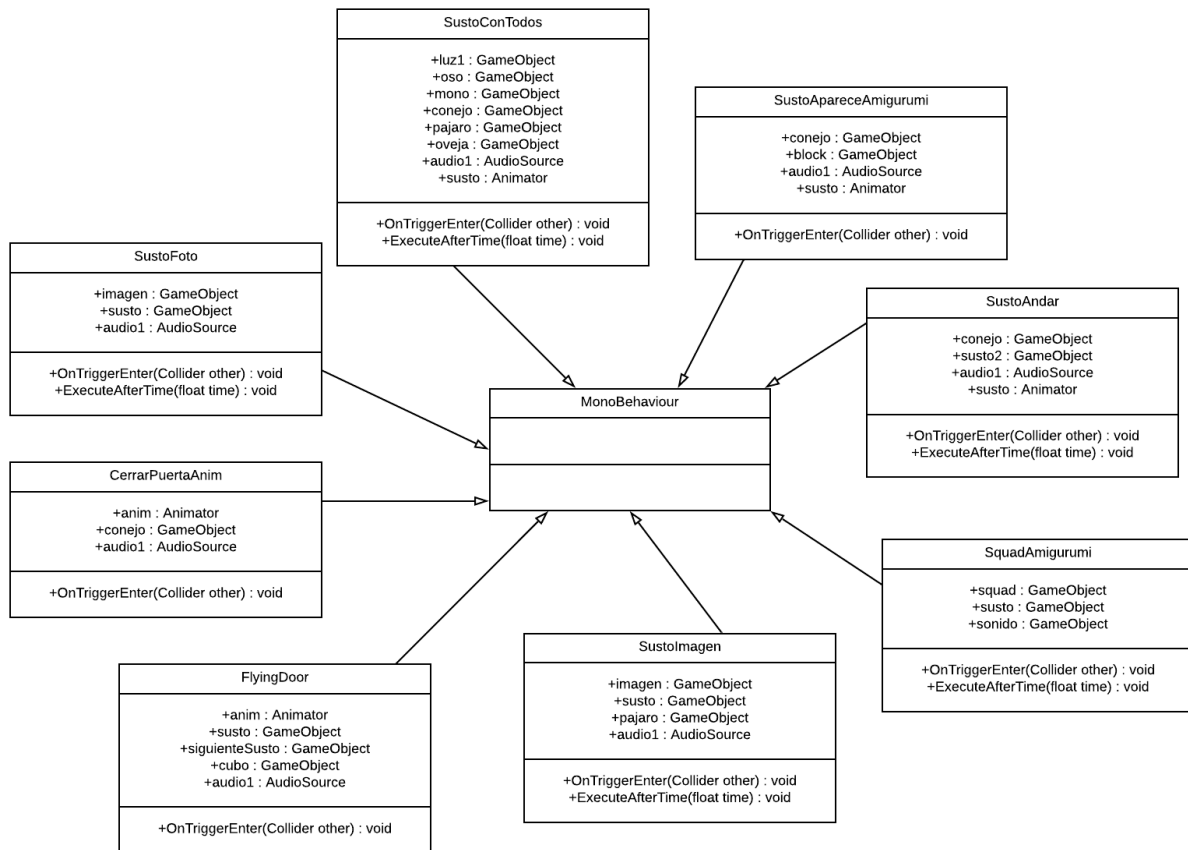 SustoConTodos
+luz1 : GameObject
+oso : GameObject
+mono : GameObject
+conejo : GameObject
+pajaro : GameObject
+oveja : GameObject
+audio1 : AudioSource
+susto : Animator
+OnTriggerEnter(Collider other) : void
+ExecuteAfterTime(float time) : void
SustoApareceAmigurumi
+conejo : GameObject
+block : GameObject
+audio1 : AudioSource
+susto : Animator
+OnTriggerEnter(Collider other) : void
SustoFoto
+imagen : GameObject
+susto : GameObject
+audio1 : AudioSource
+OnTriggerEnter(Collider other) : void
+ExecuteAfterTime(float time) : void
SustoAndar
+conejo : GameObject
+susto2 : GameObject
+audio1 : AudioSource
+susto : Animator
+OnTriggerEnter(Collider other) : void
+ExecuteAfterTime(float time) : void
MonoBehaviour
CerrarPuertaAnim
+anim : Animator
+conejo : GameObject
+audio1 : AudioSource
+OnTriggerEnter(Collider other) : void
SquadAmigurumi
+squad : GameObject
+susto : GameObject
+sonido : GameObject
+OnTriggerEnter(Collider other) : void
+ExecuteAfterTime(float time) : void
FlyingDoor
+anim : Animator
+susto : GameObject
+siguienteSusto : GameObject
+cubo : GameObject
+audio1 : AudioSource
+OnTriggerEnter(Collider other) : void
SustoImagen
+imagen : GameObject
+susto : GameObject
+pajaro : GameObject
+audio1 : AudioSource
+OnTriggerEnter(Collider other) : void
+ExecuteAfterTime(float time) : void